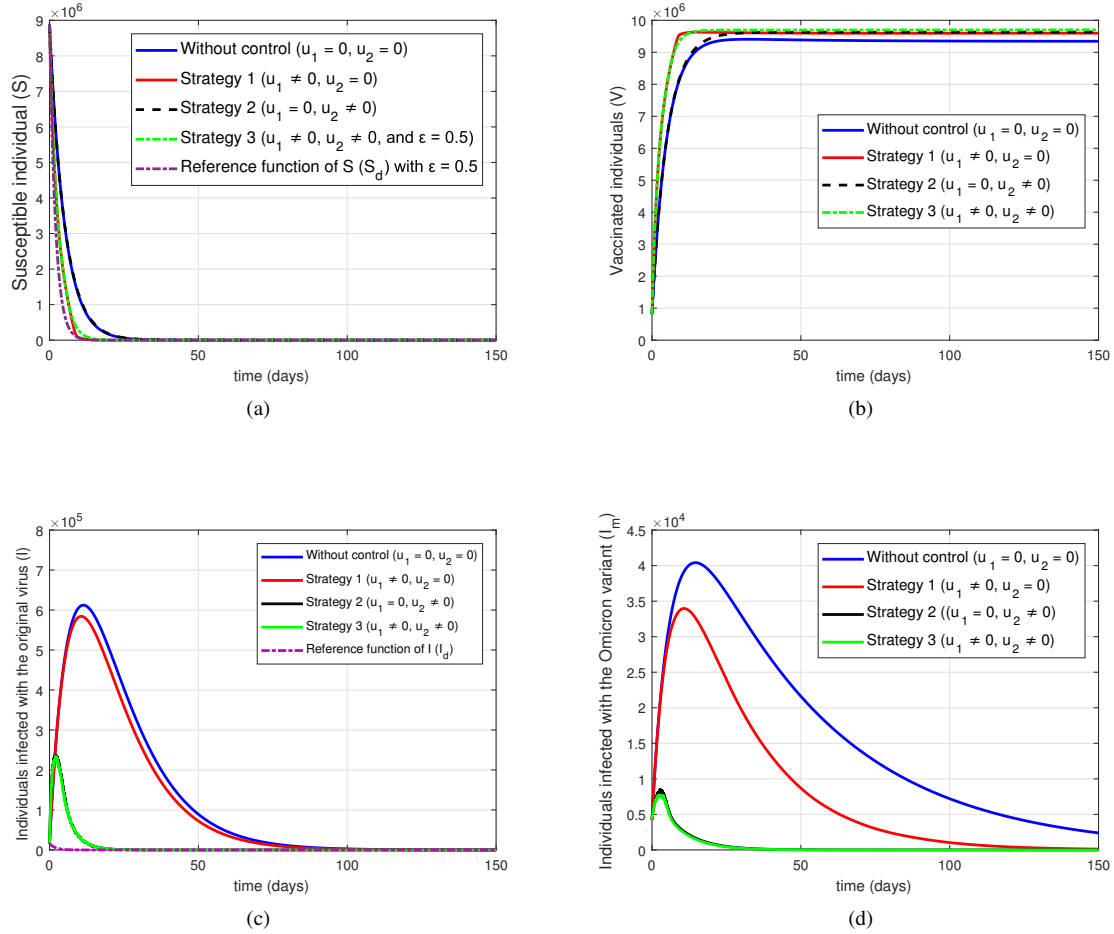 ×10⁶
9
8
7
6
5
4
3
2
1
0
Susceptible individual (S)
Without control (u₁ = 0, u₂ = 0)
Strategy 1 (u₁ ≠ 0, u₂ = 0)
Strategy 2 (u₁ = 0, u₂ ≠ 0)
Strategy 3 (u₁ ≠ 0, u₂ ≠ 0, and ε = 0.5)
Reference function of S (S_d) with ε = 0.5
0 50 100 150
time (days)
(a)
×10⁶
10
9
8
7
6
5
4
3
2
1
0
Vaccinated individuals (V)
Without control (u₁ = 0, u₂ = 0)
Strategy 1 (u₁ ≠ 0, u₂ = 0)
Strategy 2 (u₁ = 0, u₂ ≠ 0)
Strategy 3 (u₁ ≠ 0, u₂ ≠ 0)
0 50 100 150
time (days)
(b)
×10⁵
8
7
6
5
4
3
2
1
0
Individuals infected with the original virus (I)
Without control (u₁ = 0, u₂ = 0)
Strategy 1 (u₁ ≠ 0, u₂ = 0)
Strategy 2 (u₁ = 0, u₂ ≠ 0)
Strategy 3 (u₁ ≠ 0, u₂ ≠ 0)
Reference function of I (I_d)
0 50 100 150
time (days)
(c)
×10⁴
4.5
4
3.5
3
2.5
2
1.5
1
0.5
0
Individuals infected with the Omicron variant (I_m)
Without control (u₁ = 0, u₂ = 0)
Strategy 1 (u₁ ≠ 0, u₂ = 0)
Strategy 2 ((u₁ = 0, u₂ ≠ 0)
Strategy 3 (u₁ ≠ 0, u₂ ≠ 0)
0 50 100 150
time (days)
(d)